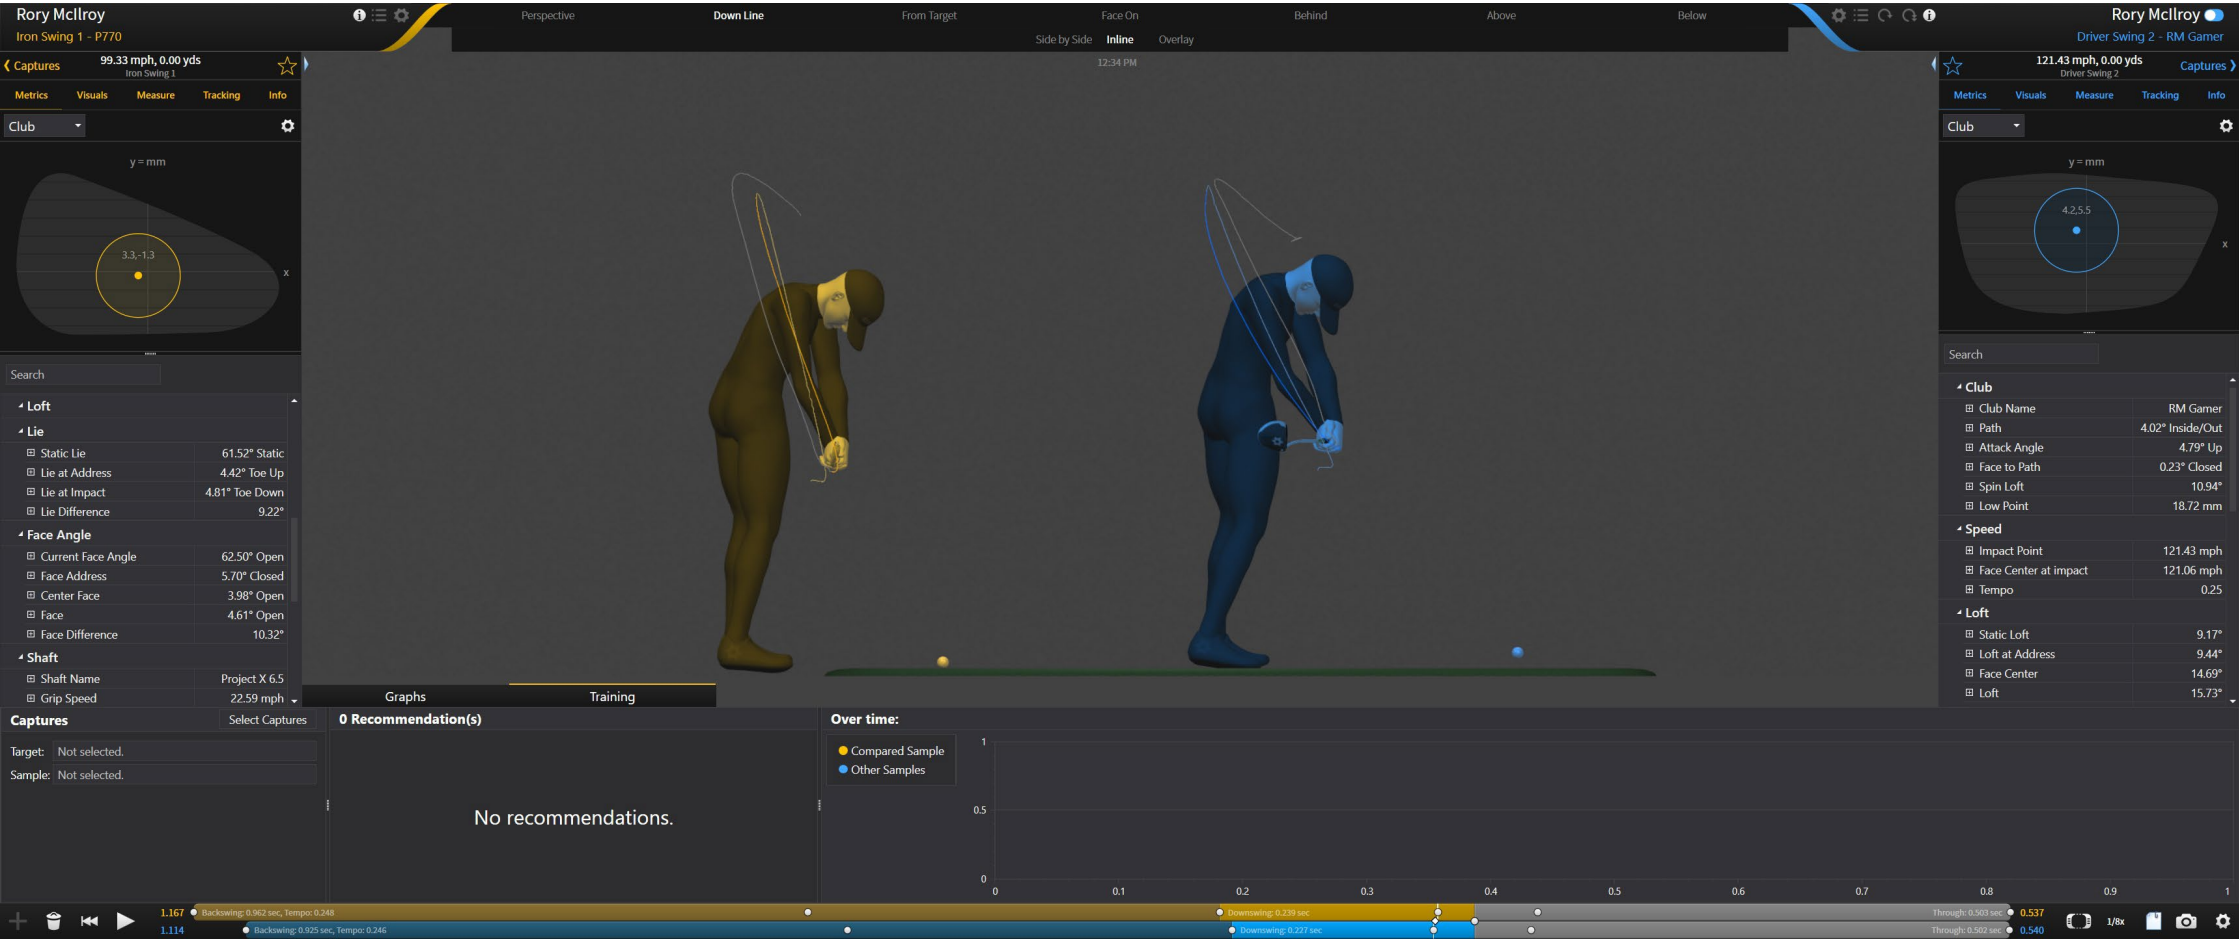 Rory McIlroy
Iron Swing 1 - P770
Perspective Down Line From Target Face On Behind Above Below
Side by Side Inline Overlay
12:34 PM
Rory McIlroy
Driver Swing 2 - RM Gamer
Captures
99.33 mph, 0.00 yds
Iron Swing 1
Metrics Visuals Measure Tracking Info
Club
y = mm
3.3,-1.3
x
Search
Loft
Lie
Static Lie 61.52° Static
Lie at Address 4.42° Toe Up
Lie at Impact 4.81° Toe Down
Lie Difference 9.22°
Face Angle
Current Face Angle 62.50° Open
Face Address 5.70° Closed
Center Face 3.98° Open
Face 4.61° Open
Face Difference 10.32°
Shaft
Shaft Name Project X 6.5
Grip Speed 22.59 mph
121.43 mph, 0.00 yds
Driver Swing 2
Captures
Metrics Visuals Measure Tracking Info
Club
y = mm
4.2,5.5
x
Search
Club
Club Name RM Gamer
Path 4.02° Inside/Out
Attack Angle 4.79° Up
Face to Path 0.23° Closed
Spin Loft 10.94°
Low Point 18.72 mm
Speed
Impact Point 121.43 mph
Face Center at impact 121.06 mph
Tempo 0.25
Loft
Static Loft 9.17°
Loft at Address 9.44°
Face Center 14.69°
Loft 15.73°
Graphs Training
Captures Select Captures
Target: Not selected.
Sample: Not selected.
0 Recommendation(s)
No recommendations.
Over time:
Compared Sample
Other Samples
1
0.5
0
0 0.1 0.2 0.3 0.4 0.5 0.6 0.7 0.8 0.9 1
1.167 Backswing: 0.962 sec, Tempo: 0.248 Downswing: 0.239 sec Through: 0.503 sec 0.537
1.114 Backswing: 0.925 sec, Tempo: 0.246 Downswing: 0.227 sec Through: 0.502 sec 0.540
1/8x